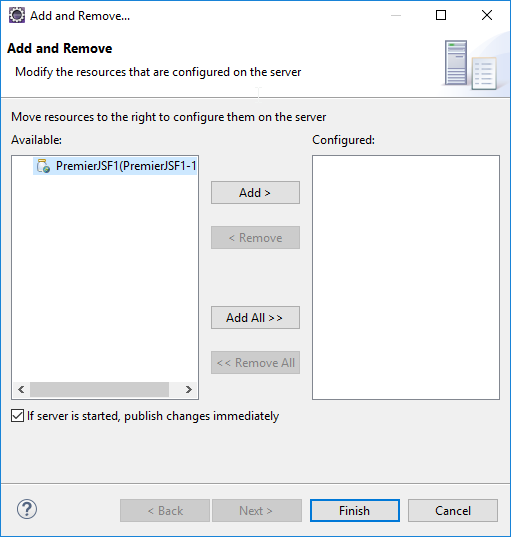 Add and Remove...
Add and Remove
Modify the resources that are configured on the server
Move resources to the right to configure them on the server
Available:
Configured:
PremierJSF1(PremierJSF1-1
Add >
< Remove
Add All >>
<< Remove All
If server is started, publish changes immediately
?
< Back
Next >
Finish
Cancel